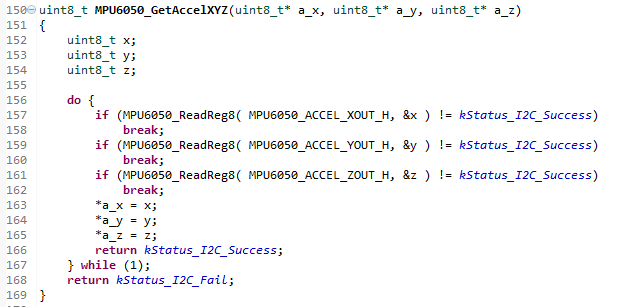 150 uint8_t MPU6050_GetAccelXYZ(uint8_t* a_x, uint8_t* a_y, uint8_t* a_z)
151 {
152     uint8_t x;
153     uint8_t y;
154     uint8_t z;
155
156     do {
157         if (MPU6050_ReadReg8( MPU6050_ACCEL_XOUT_H, &x ) != kStatus_I2C_Success)
158             break;
159         if (MPU6050_ReadReg8( MPU6050_ACCEL_YOUT_H, &y ) != kStatus_I2C_Success)
160             break;
161         if (MPU6050_ReadReg8( MPU6050_ACCEL_ZOUT_H, &z ) != kStatus_I2C_Success)
162             break;
163         *a_x = x;
164         *a_y = y;
165         *a_z = z;
166         return kStatus_I2C_Success;
167     } while (1);
168     return kStatus_I2C_Fail;
169 }